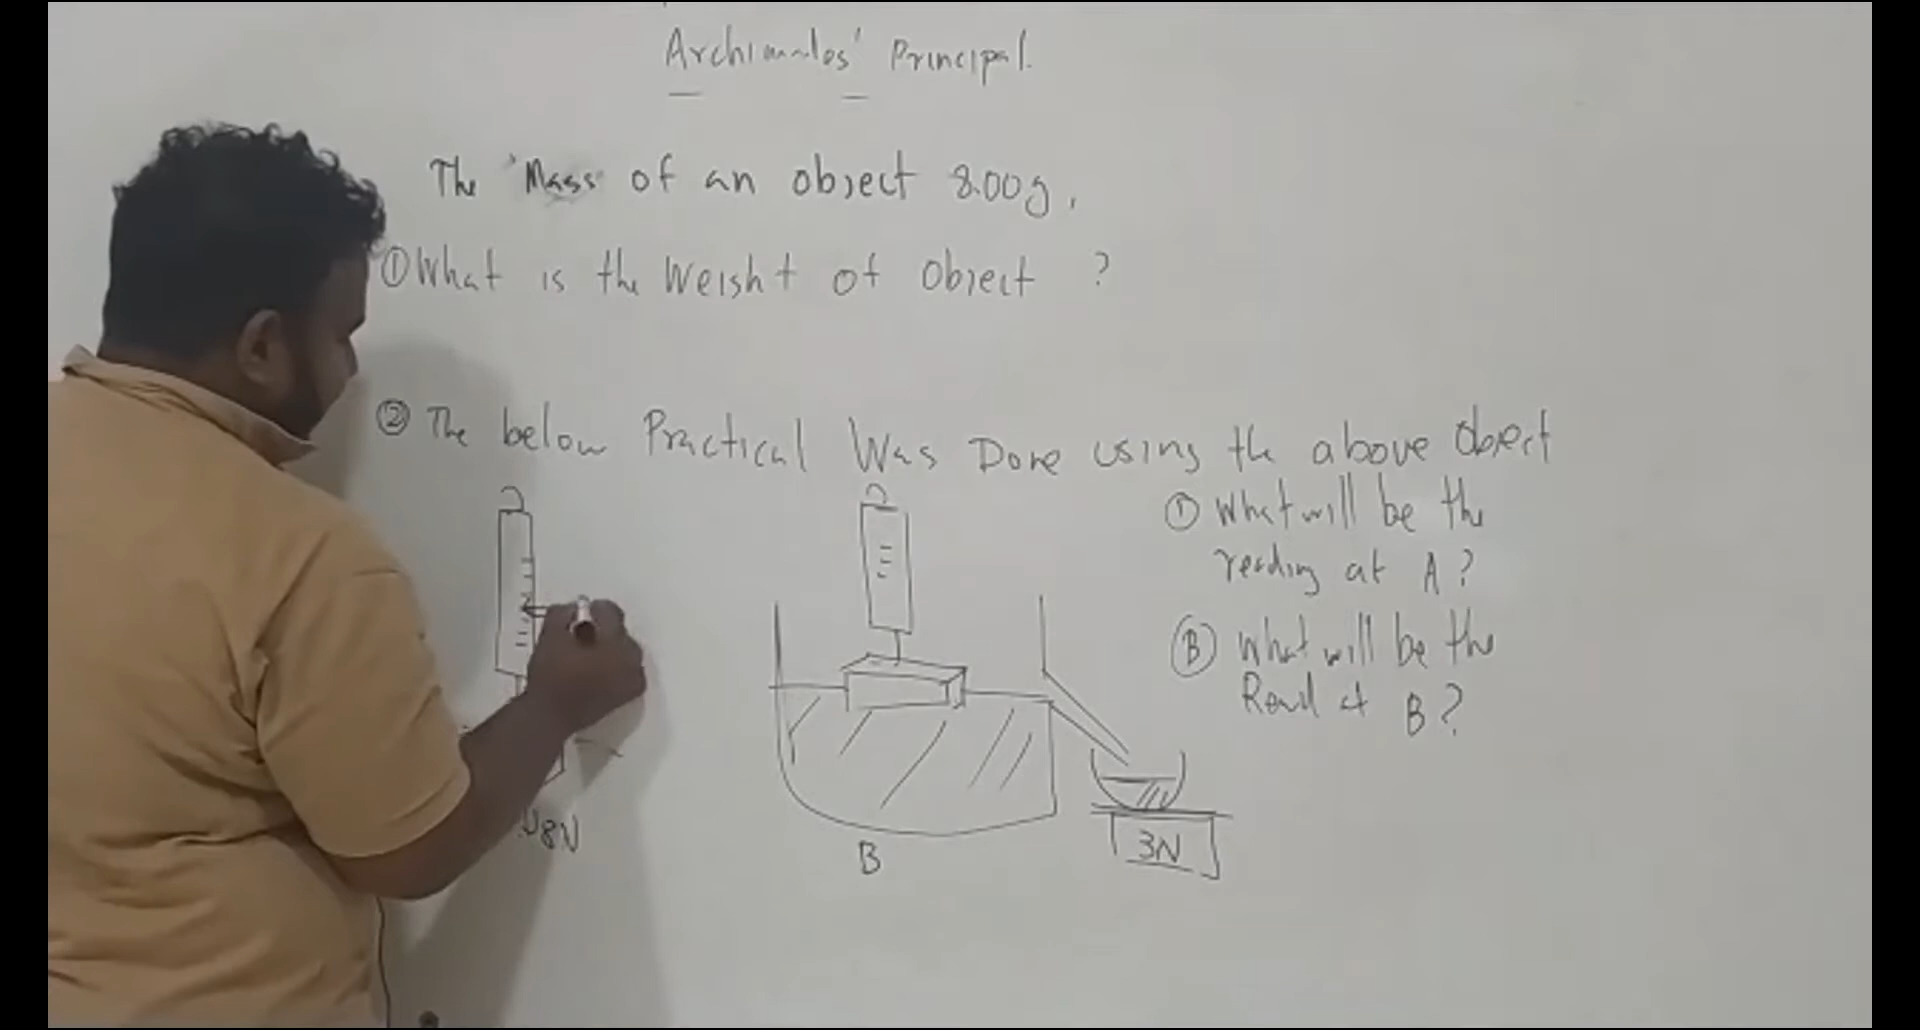 Archimales' Principal.
The Mass of an object 800g.
① What is the Weisht of Object ?
② The below Practical Was Done using the above Object
① What will be the
reading at A?
Ⓑ What will be the
Read at B?
8N
B
3N